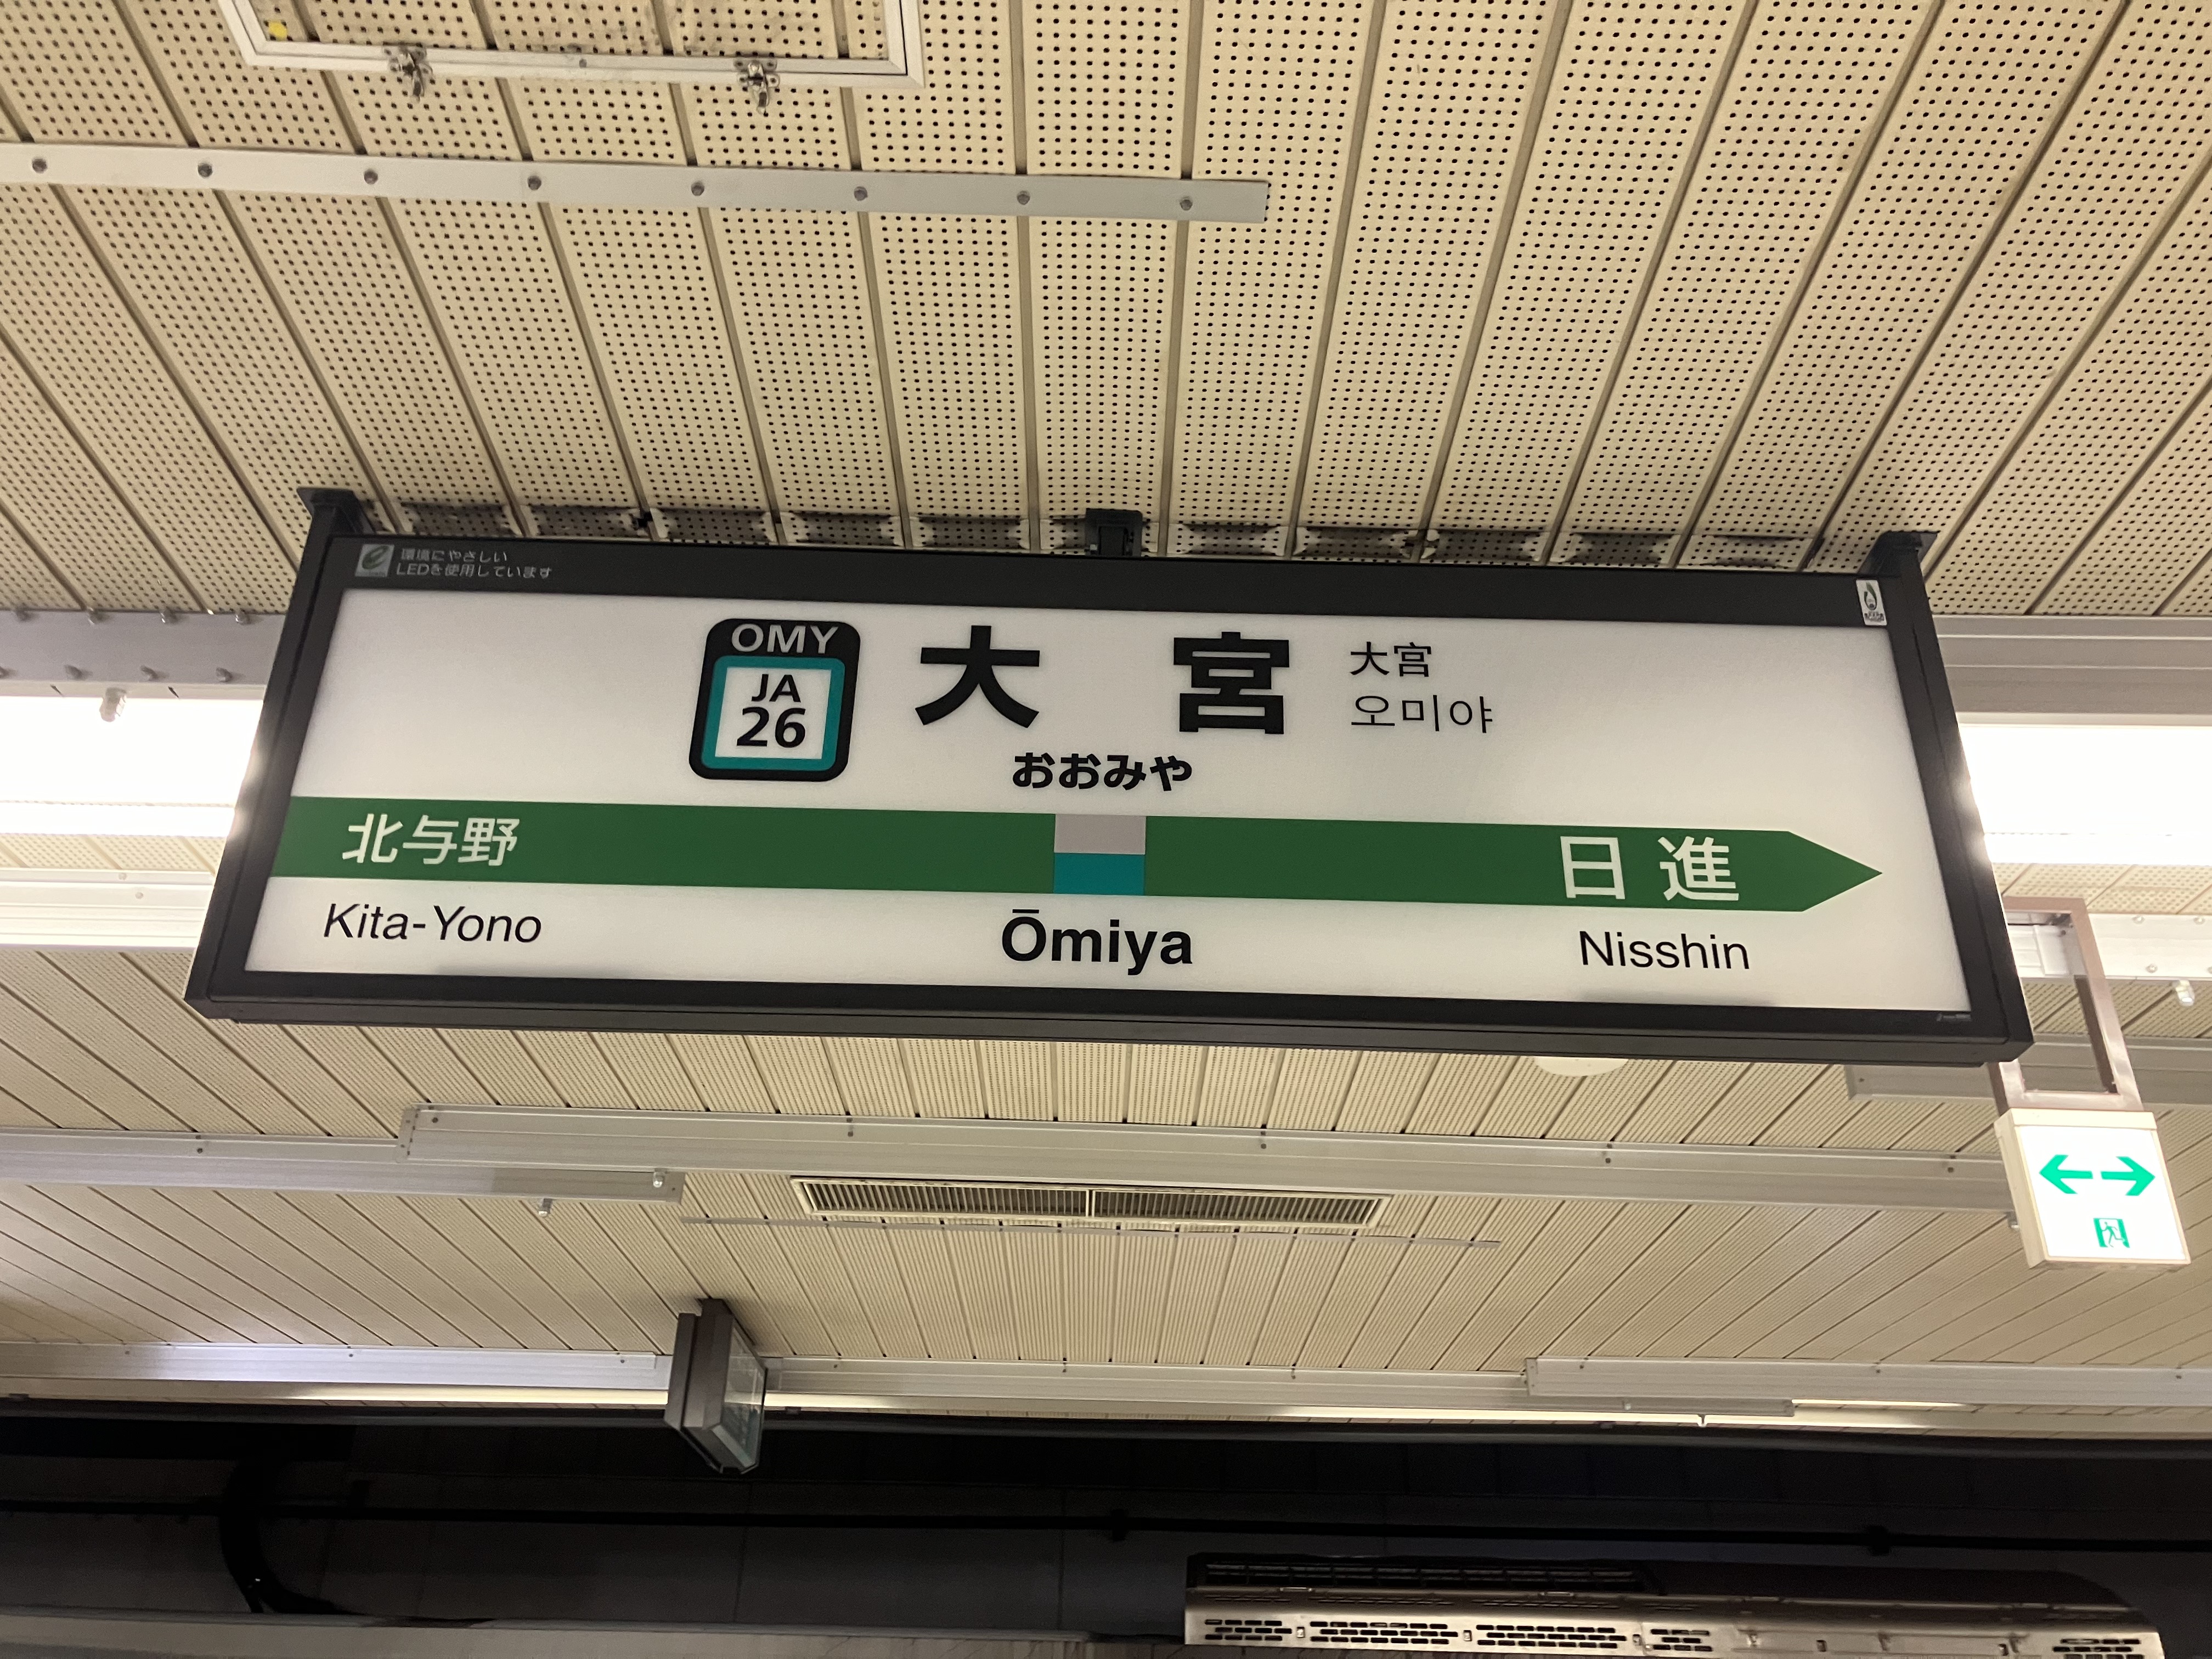 環境にやさしい
LEDを使用しています
OMY
JA
26
大宮
大宫
오미야
おおみや
北与野
日進
Kita-Yono
Ōmiya
Nisshin